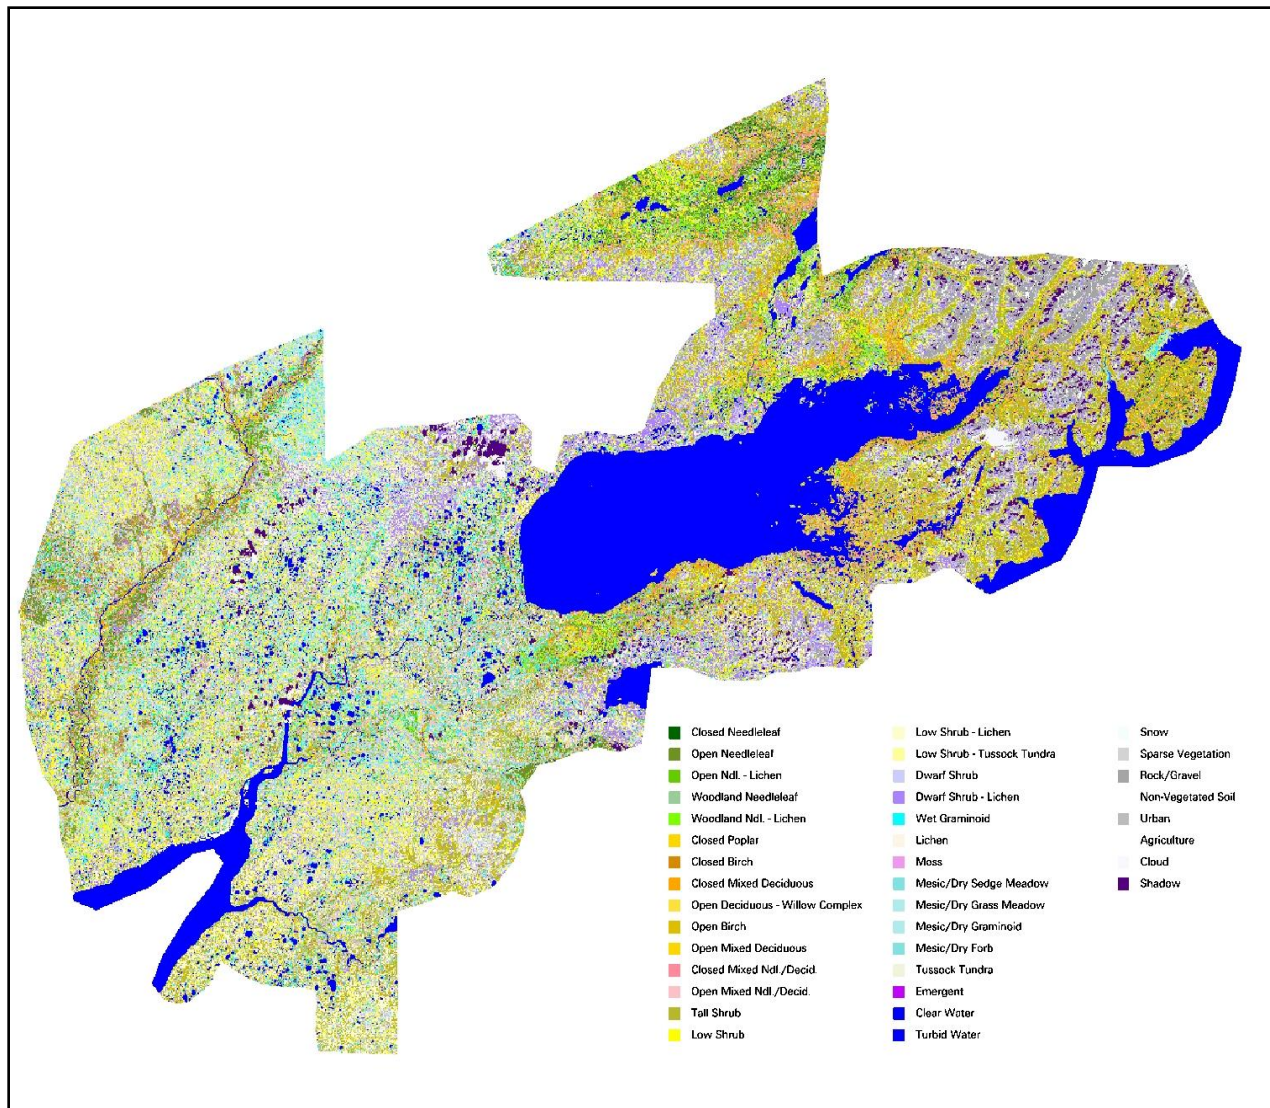 Closed Needleleaf
Open Needleleaf
Open Ndl. - Lichen
Woodland Needleleaf
Woodland Ndl. - Lichen
Closed Poplar
Closed Birch
Closed Mixed Deciduous
Open Deciduous - Willow Complex
Open Birch
Open Mixed Deciduous
Closed Mixed Ndl./Decid.
Open Mixed Ndl./Decid.
Tall Shrub
Low Shrub
Low Shrub - Lichen
Low Shrub - Tussock Tundra
Dwarf Shrub
Dwarf Shrub - Lichen
Wet Graminoid
Lichen
Moss
Mesic/Dry Sedge Meadow
Mesic/Dry Grass Meadow
Mesic/Dry Graminoid
Mesic/Dry Forb
Tussock Tundra
Emergent
Clear Water
Turbid Water
Snow
Sparse Vegetation
Rock/Gravel
Non-Vegetated Soil
Urban
Agriculture
Cloud
Shadow